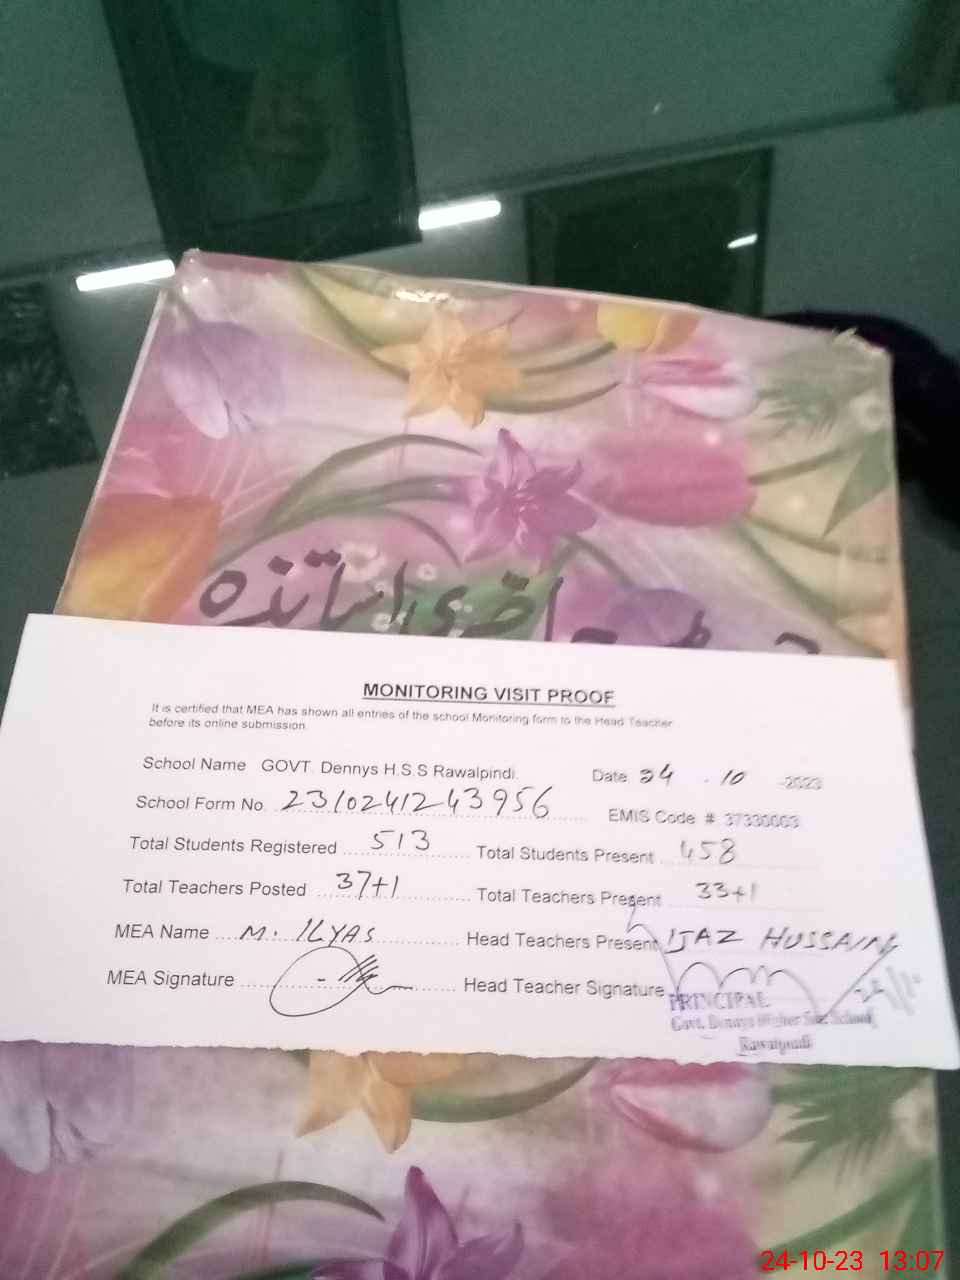 حاضری اساتذہ
MONITORING VISIT PROOF
It is certified that MEA has shown all entries of the school Monitoring form to the Head Teacher
before its online submission.
School Name GOVT. Dennys H.S.S Rawalpindi. Date 24 . 10 -2023
School Form No. 2310241243956 EMIS Code # 37330003
Total Students Registered 513 Total Students Present 458
Total Teachers Posted 37+1 Total Teachers Present 33+1
MEA Name M. ILYAS Head Teachers Present IJAZ HUSSAIN
MEA Signature Head Teacher Signature
PRINCIPAL
Govt. Dennys Higher Sec. School
Rawalpindi
24-10-23 13:07